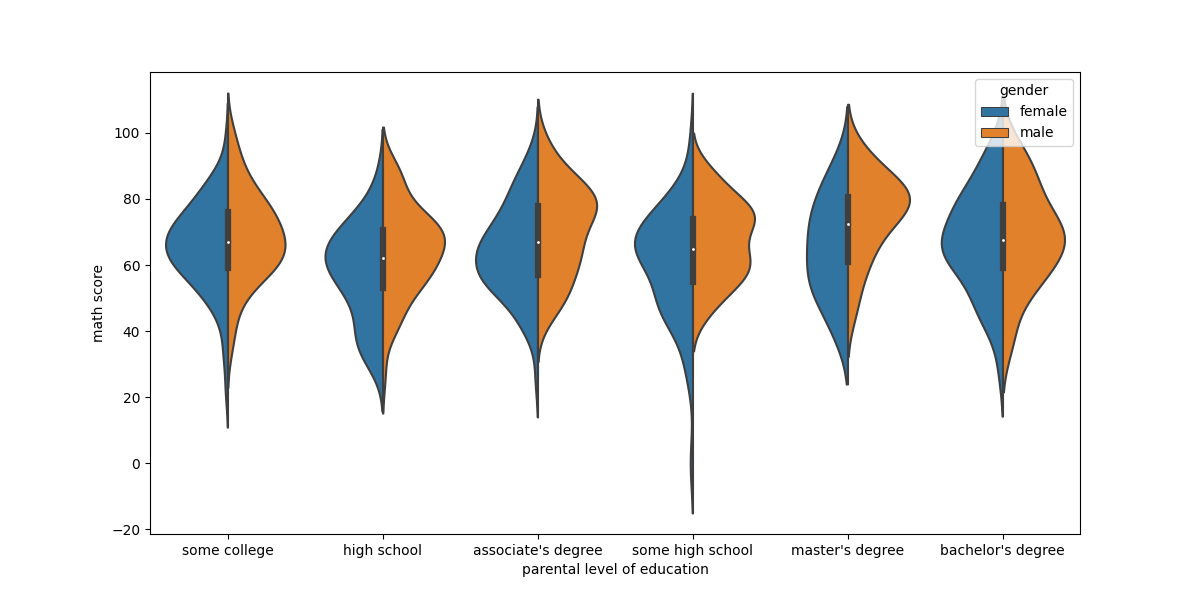 gender
female
male
100
80
60
40
20
0
−20
math score
some college
high school
associate's degree
some high school
master's degree
bachelor's degree
parental level of education